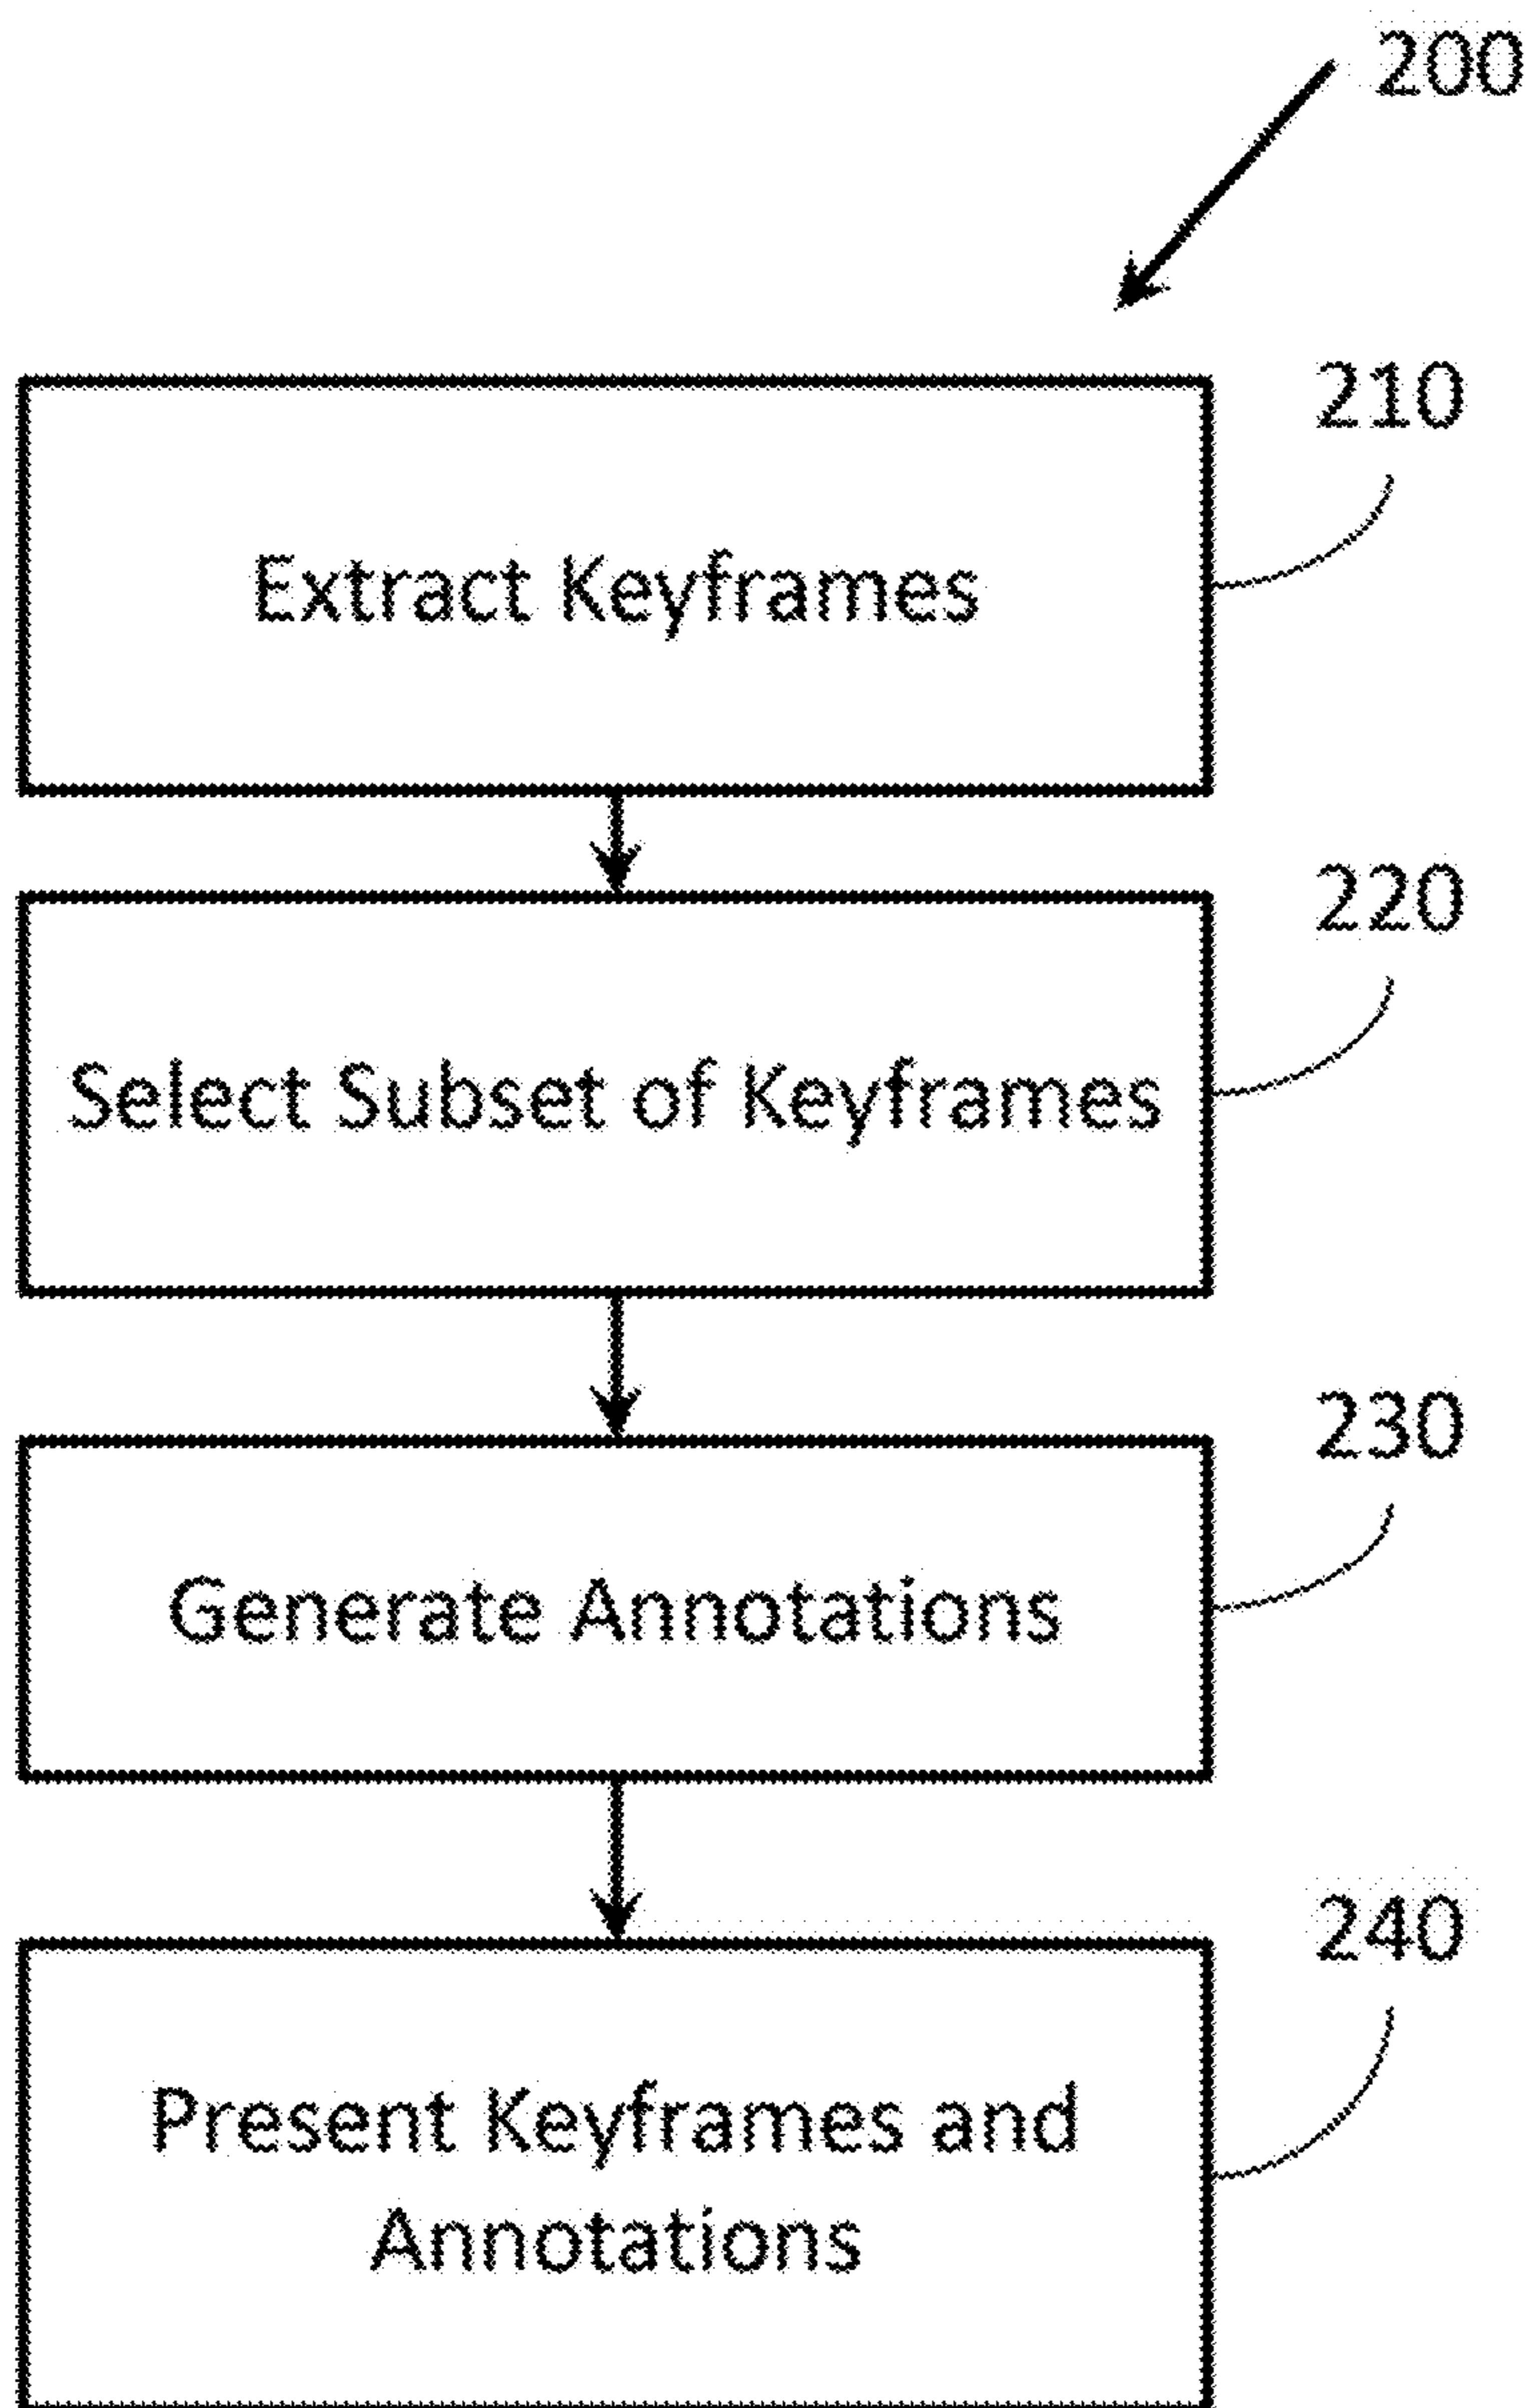 200
210
Extract Keyframes
220
Select Subset of Keyframes
230
Generate Annotations
240
Present Keyframes and
Annotations